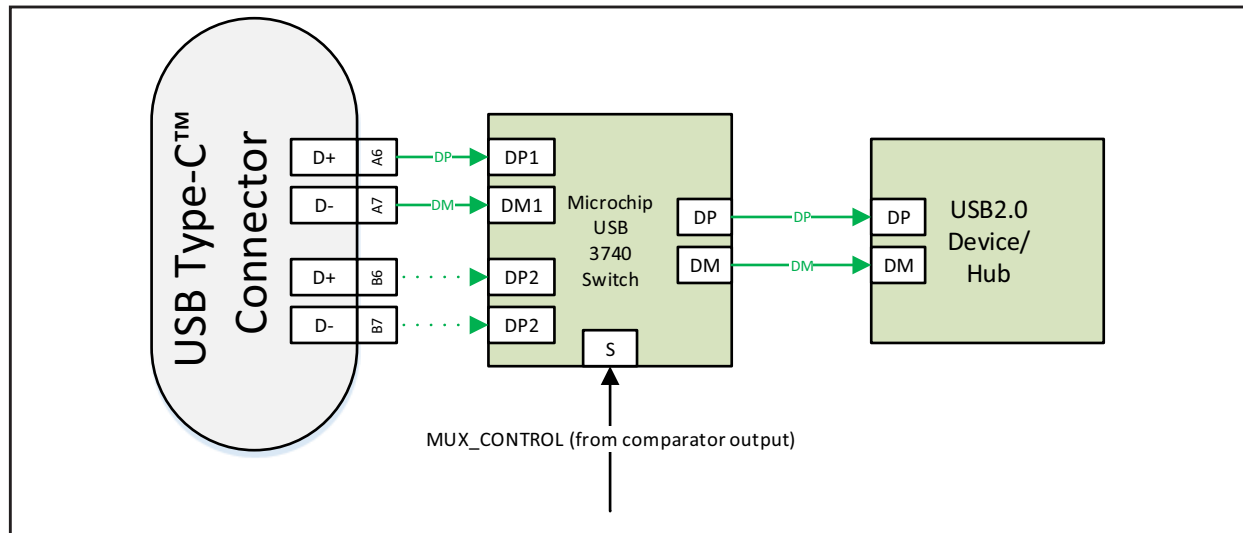 USB Type-C™
Connector
D+ A6 DP DP1
D- A7 DM DM1
D+ B6 DP2
D- B7 DP2
Microchip
USB
3740
Switch
S
DP DP DP
DM DM DM
USB2.0
Device/
Hub
MUX_CONTROL (from comparator output)